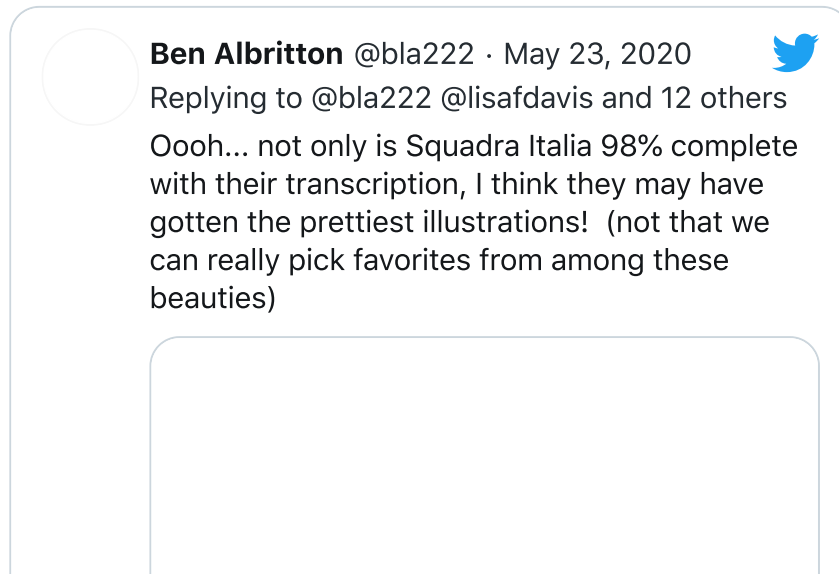 Ben Albritton @bla222 · May 23, 2020
Replying to @bla222 @lisafdavis and 12 others
Oooh... not only is Squadra Italia 98% complete
with their transcription, I think they may have
gotten the prettiest illustrations!  (not that we
can really pick favorites from among these
beauties)